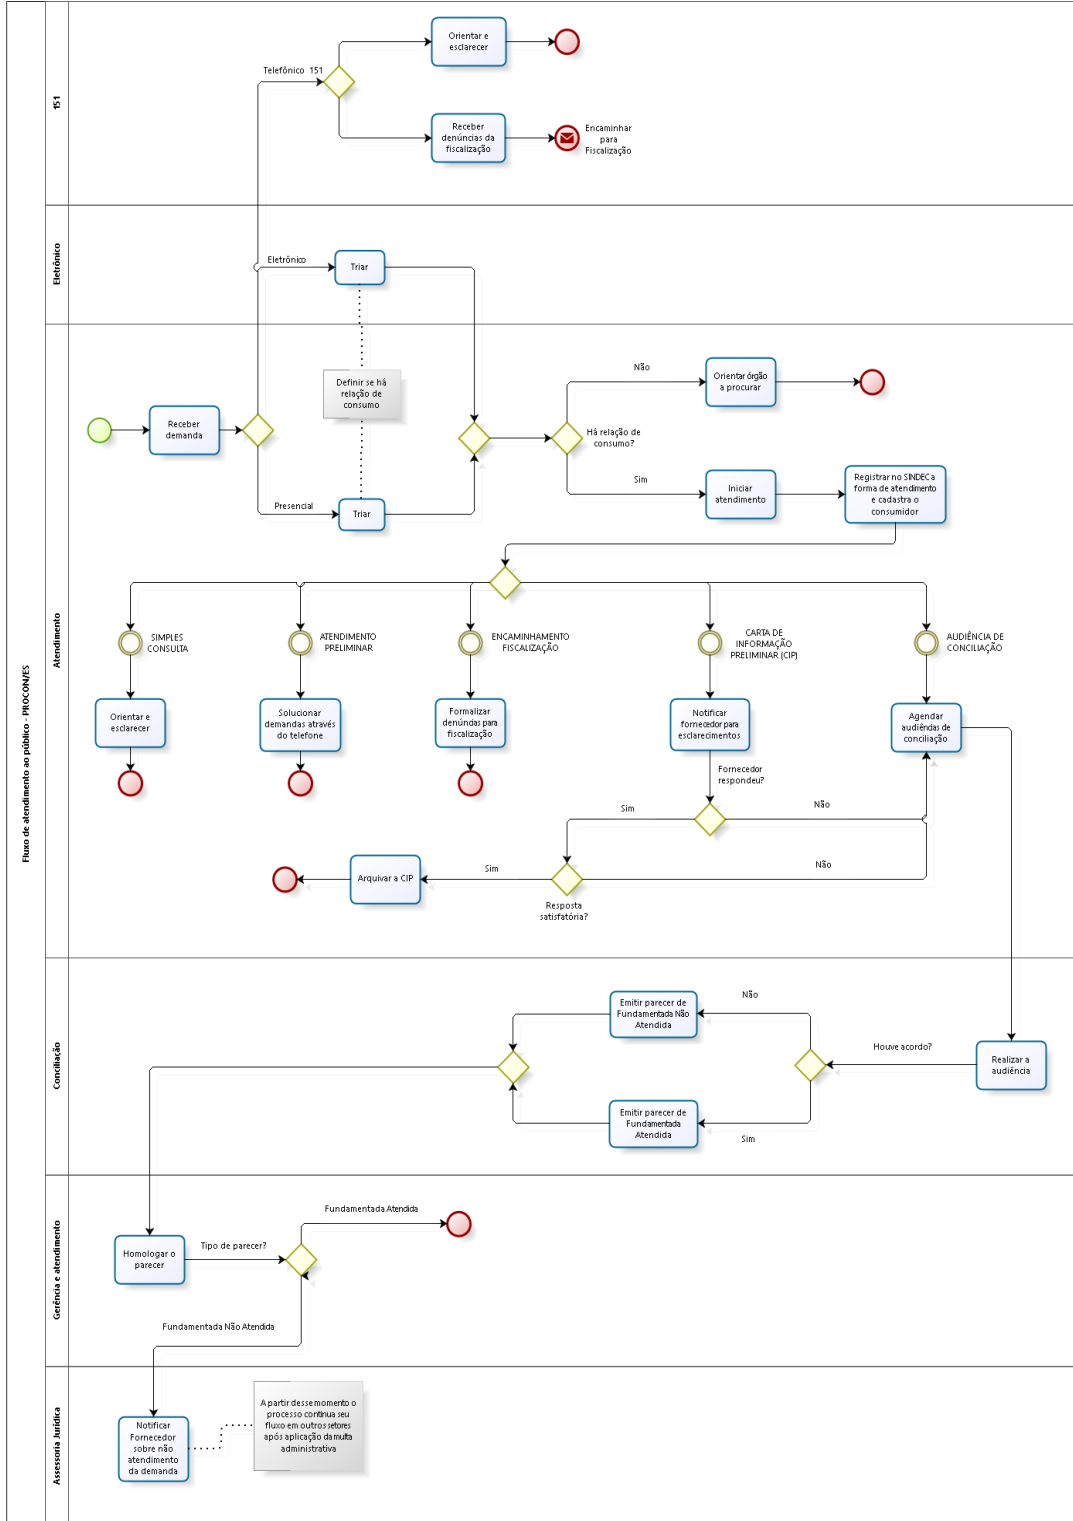 Fluxo de atendimento ao público - PROCON/ES
151
Telefônico 151
Orientar e
esclarecer
Receber
denúncias da
fiscalização
Encaminhar
para
Fiscalização
Eletrônico
Eletrônico
Triar
Atendimento
Receber
demanda
Definir se há
relação de
consumo
Presencial
Triar
Há relação de
consumo?
Não
Orientar órgão
a procurar
Sim
Iniciar
atendimento
Registrar no SINDEC a
forma de atendimento
e cadastra o
consumidor
SIMPLES
CONSULTA
ATENDIMENTO
PRELIMINAR
ENCAMINHAMENTO
FISCALIZAÇÃO
CARTA DE
INFORMAÇÃO
PRELIMINAR (CIP)
AUDIÊNCIA DE
CONCILIAÇÃO
Orientar e
esclarecer
Solucionar
demandas através
do telefone
Formalizar
denúncias para
fiscalização
Notificar
fornecedor para
esclarecimentos
Agendar
audiências de
conciliação
Fornecedor
respondeu?
Sim
Não
Arquivar a CIP
Sim
Não
Resposta
satisfatória?
Conciliação
Emitir parecer de
Fundamentada Não
Atendida
Não
Houve acordo?
Realizar a
audiência
Emitir parecer de
Fundamentada
Atendida
Sim
Gerência e atendimento
Homologar o
parecer
Tipo de parecer?
Fundamentada Atendida
Fundamentada Não Atendida
Assessoria Jurídica
Notificar
Fornecedor
sobre não
atendimento
da demanda
A partir desse momento o
processo continua seu
fluxo em outros setores
após aplicação da multa
administrativa